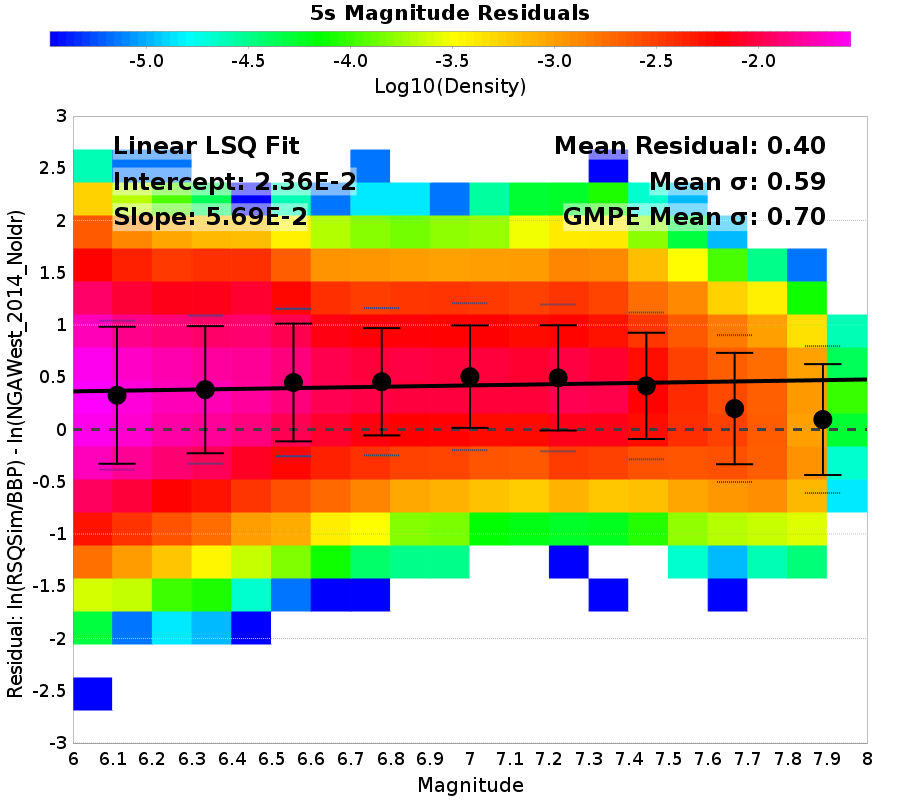 5s Magnitude Residuals
-5.0 -4.5 -4.0 -3.5 -3.0 -2.5 -2.0
Log10(Density)
Linear LSQ Fit
Intercept: 2.36E-2
Slope: 5.69E-2
Mean Residual: 0.40
Mean σ: 0.59
GMPE Mean σ: 0.70
Residual: ln(RSQSim/BBP) - ln(NGAWest_2014_NoIdr)
3
2.5
2
1.5
1
0.5
0
-0.5
-1
-1.5
-2
-2.5
-3
6 6.1 6.2 6.3 6.4 6.5 6.6 6.7 6.8 6.9 7 7.1 7.2 7.3 7.4 7.5 7.6 7.7 7.8 7.9 8
Magnitude